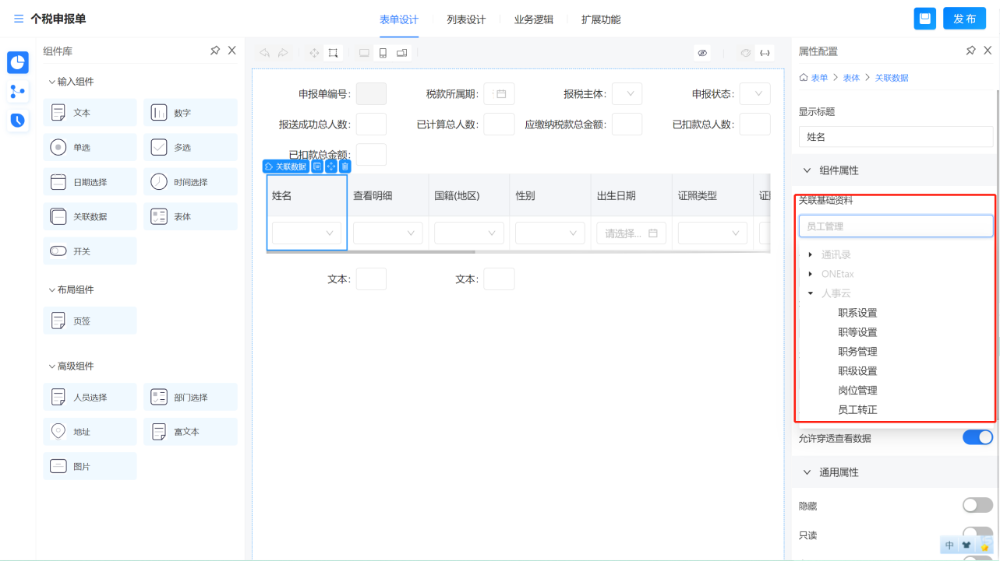 个税申报单
表单设计
列表设计
业务逻辑
扩展功能
发布
组件库
输入组件
文本
数字
单选
多选
日期选择
时间选择
关联数据
表体
开关
布局组件
页签
高级组件
人员选择
部门选择
地址
富文本
图片
申报单编号:
税款所属期:
报税主体:
申报状态:
报送成功总人数:
已计算总人数:
应缴纳税款总金额:
已扣款总人数:
已扣款总金额:
关联数据
姓名
查看明细
国籍(地区)
性别
出生日期
证照类型
请选择...
文本:
文本:
属性配置
表单 > 表体 > 关联数据
显示标题
姓名
组件属性
关联基础资料
员工管理
通讯录
ONEtax
人事云
职系设置
职等设置
职务管理
职级设置
岗位管理
员工转正
允许穿透查看数据
通用属性
隐藏
只读
中